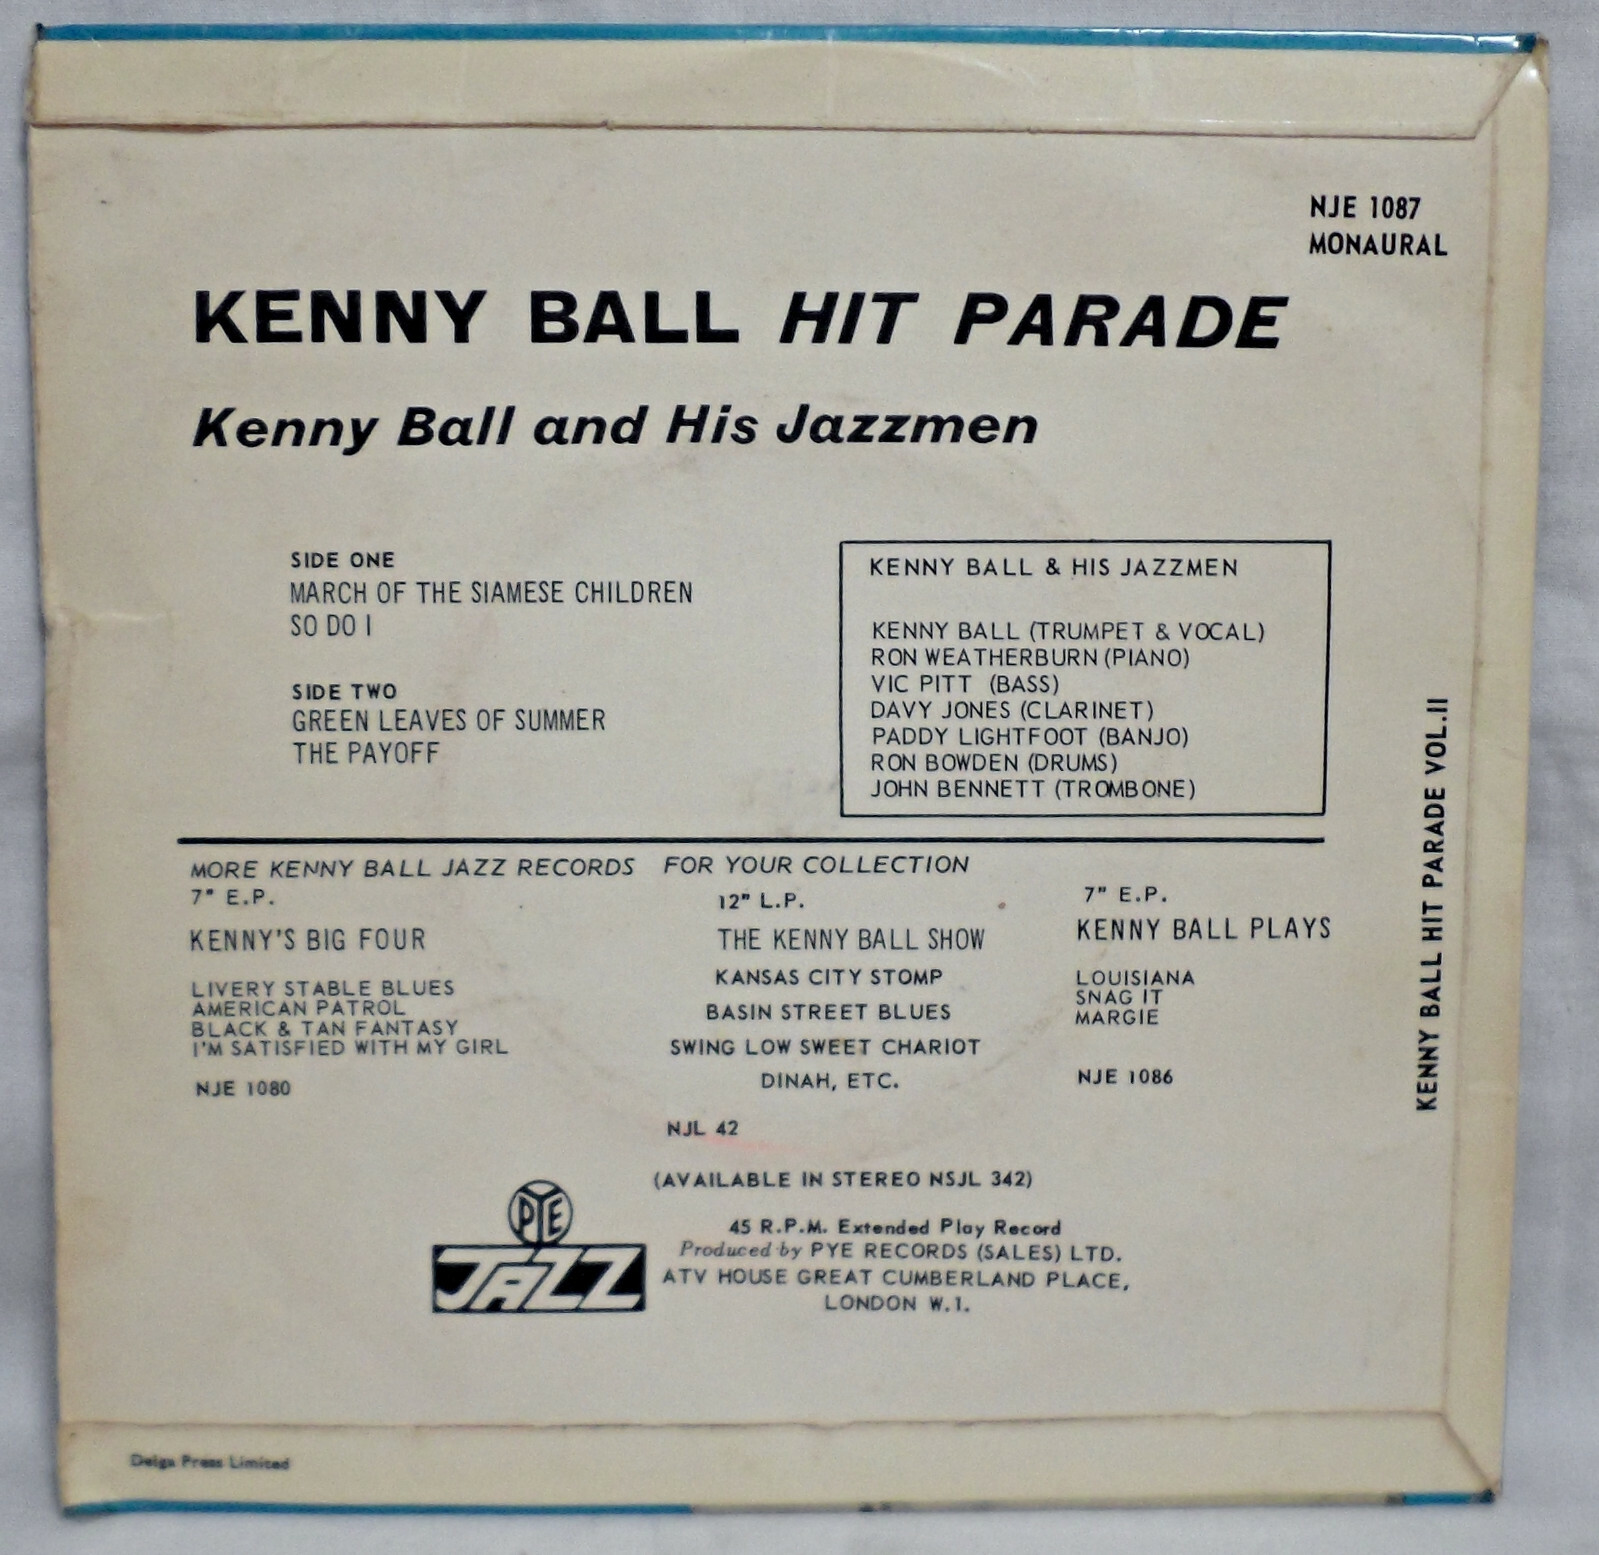 NJE 1087
MONAURAL
KENNY BALL HIT PARADE
Kenny Ball and His Jazzmen
SIDE ONE
MARCH OF THE SIAMESE CHILDREN
SO DO I
SIDE TWO
GREEN LEAVES OF SUMMER
THE PAYOFF
KENNY BALL & HIS JAZZMEN
KENNY BALL (TRUMPET & VOCAL)
RON WEATHERBURN (PIANO)
VIC PITT (BASS)
DAVY JONES (CLARINET)
PADDY LIGHTFOOT (BANJO)
RON BOWDEN (DRUMS)
JOHN BENNETT (TROMBONE)
MORE KENNY BALL JAZZ RECORDS FOR YOUR COLLECTION
7" E.P.
KENNY'S BIG FOUR
LIVERY STABLE BLUES
AMERICAN PATROL
BLACK & TAN FANTASY
I'M SATISFIED WITH MY GIRL
NJE 1080
12" L.P.
THE KENNY BALL SHOW
KANSAS CITY STOMP
BASIN STREET BLUES
SWING LOW SWEET CHARIOT
DINAH, ETC.
NJL 42
(AVAILABLE IN STEREO NSJL 342)
7" E.P.
KENNY BALL PLAYS
LOUISIANA
SNAG IT
MARGIE
NJE 1086
KENNY BALL HIT PARADE VOL.II
PYE
JAZZ
45 R.P.M. Extended Play Record
Produced by PYE RECORDS (SALES) LTD.
ATV HOUSE GREAT CUMBERLAND PLACE,
LONDON W.1.
Delga Press Limited